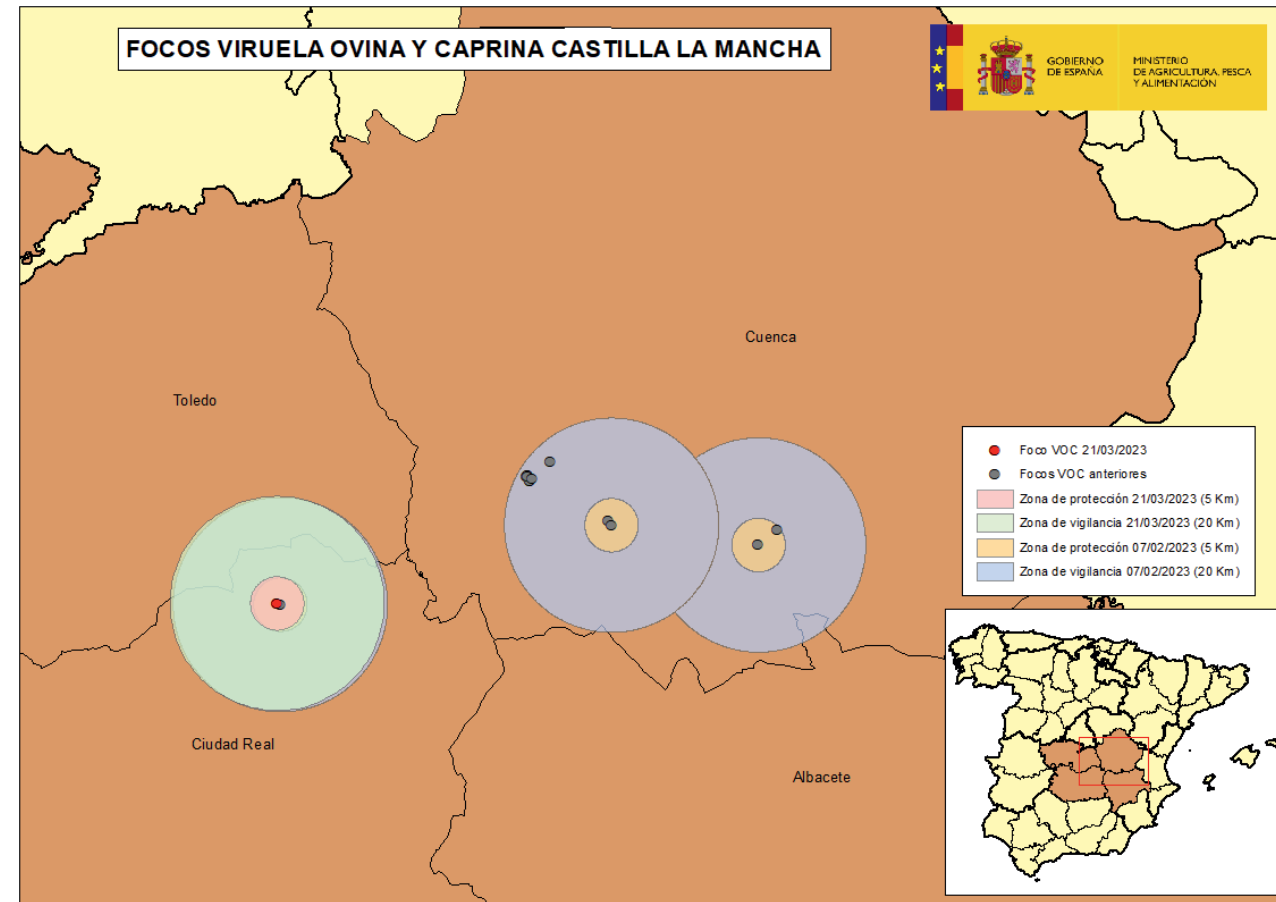 FOCOS VIRUELA OVINA Y CAPRINA CASTILLA LA MANCHA
GOBIERNO
DE ESPAÑA
MINISTERIO
DE AGRICULTURA, PESCA
Y ALIMENTACIÓN
Cuenca
Toledo
Foco VOC 21/03/2023
Focos VOC anteriores
Zona de protección 21/03/2023 (5 Km)
Zona de vigilancia 21/03/2023 (20 Km)
Zona de protección 07/02/2023 (5 Km)
Zona de vigilancia 07/02/2023 (20 Km)
Ciudad Real
Albacete